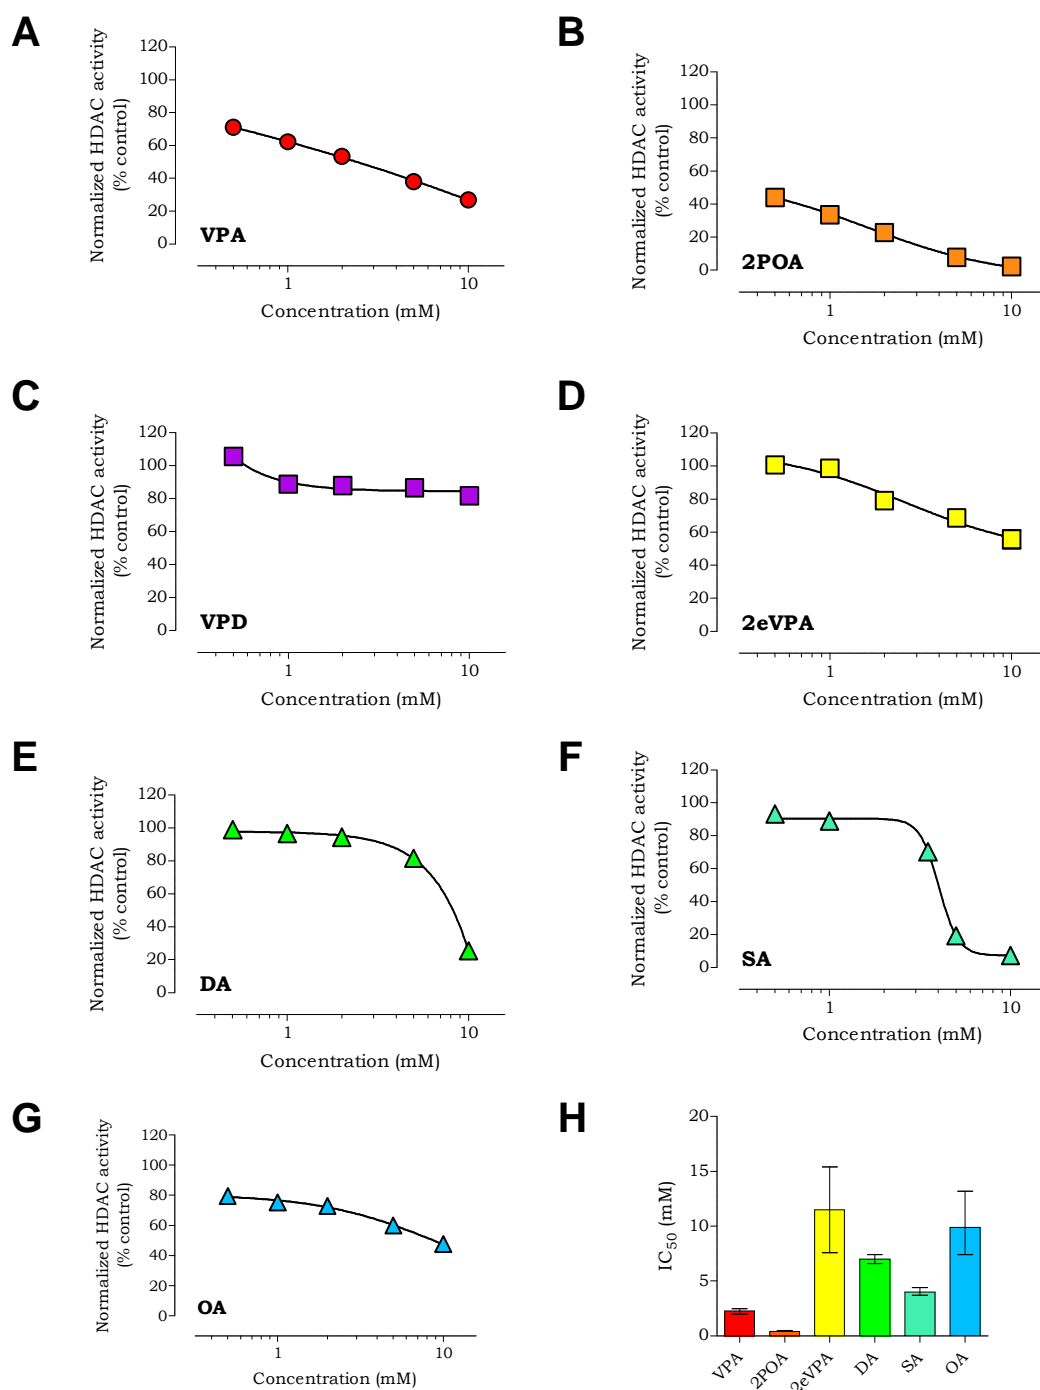 A
Normalized HDAC activity
(% control)
120
100
80
60
40
20
0
VPA
1
10
Concentration (mM)
B
Normalized HDAC activity
(% control)
120
100
80
60
40
20
0
2POA
1
10
Concentration (mM)
C
Normalized HDAC activity
(% control)
120
100
80
60
40
20
0
VPD
1
10
Concentration (mM)
D
Normalized HDAC activity
(% control)
120
100
80
60
40
20
0
2eVPA
1
10
Concentration (mM)
E
Normalized HDAC activity
(% control)
120
100
80
60
40
20
0
DA
1
10
Concentration (mM)
F
Normalized HDAC activity
(% control)
120
100
80
60
40
20
0
SA
1
10
Concentration (mM)
G
Normalized HDAC activity
(% control)
120
100
80
60
40
20
0
OA
1
10
Concentration (mM)
H
IC50 (mM)
20
15
10
5
0
VPA
2POA
2eVPA
DA
SA
OA